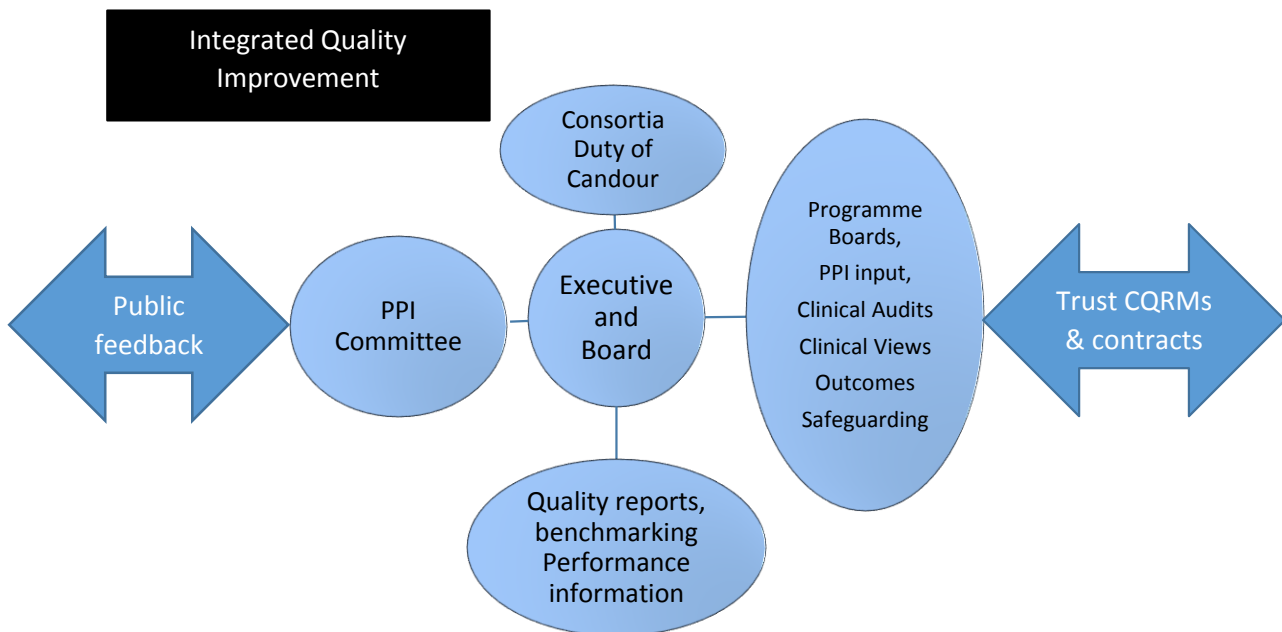 Integrated Quality
Improvement
Consortia
Duty of
Candour
Public
feedback
PPI
Committee
Executive
and
Board
Programme
Boards,
PPI input,
Clinical Audits
Clinical Views
Outcomes
Safeguarding
Trust CQRMs
& contracts
Quality reports,
benchmarking
Performance
information